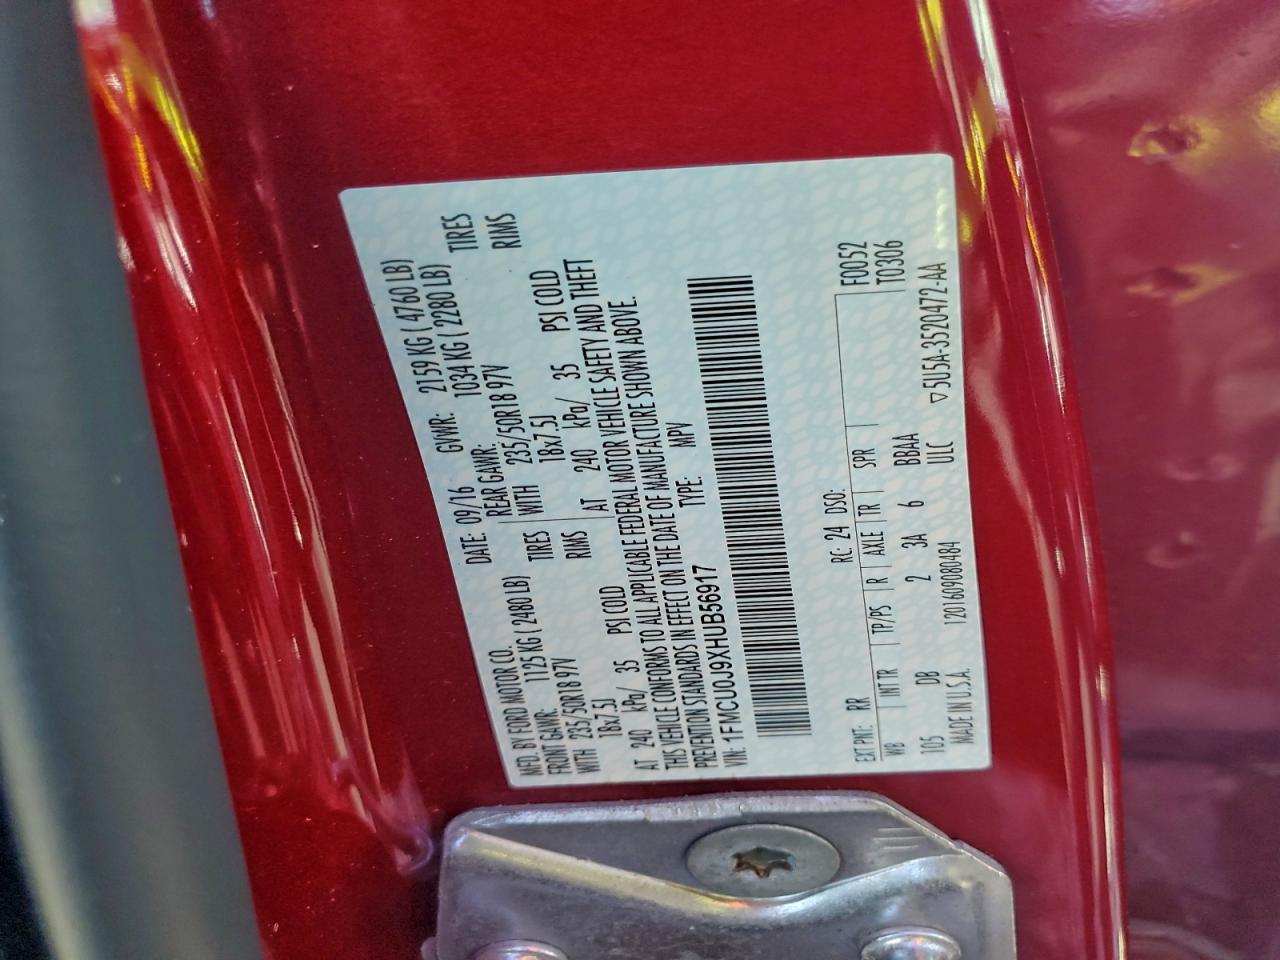 MFD. BY FORD MOTOR CO. DATE: 09/16 GVWR: 2159 KG ( 4760 LB)
FRONT GAWR: 1125 KG ( 2480 LB) REAR GAWR: 1034 KG ( 2280 LB)
WITH 235/50R18 97V TIRES WITH 235/50R18 97V TIRES
18x7.5J RIMS 18x7.5J RIMS
AT 240 kPa/ 35 PSI COLD AT 240 kPa/ 35 PSI COLD
THIS VEHICLE CONFORMS TO ALL APPLICABLE FEDERAL MOTOR VEHICLE SAFETY AND THEFT
PREVENTION STANDARDS IN EFFECT ON THE DATE OF MANUFACTURE SHOWN ABOVE.
VIN: 1FMCU0J9XHUB56917 TYPE: MPV
F0052
EXT PNT: RR RC: 24 DSO: T0306
WB INT TR TP/PS R AXLE TR SPR
105 DB 2 3A 6 BBAA
MADE IN U.S.A. 120160908 0484 ULC ▽5U5A-3520472-AA